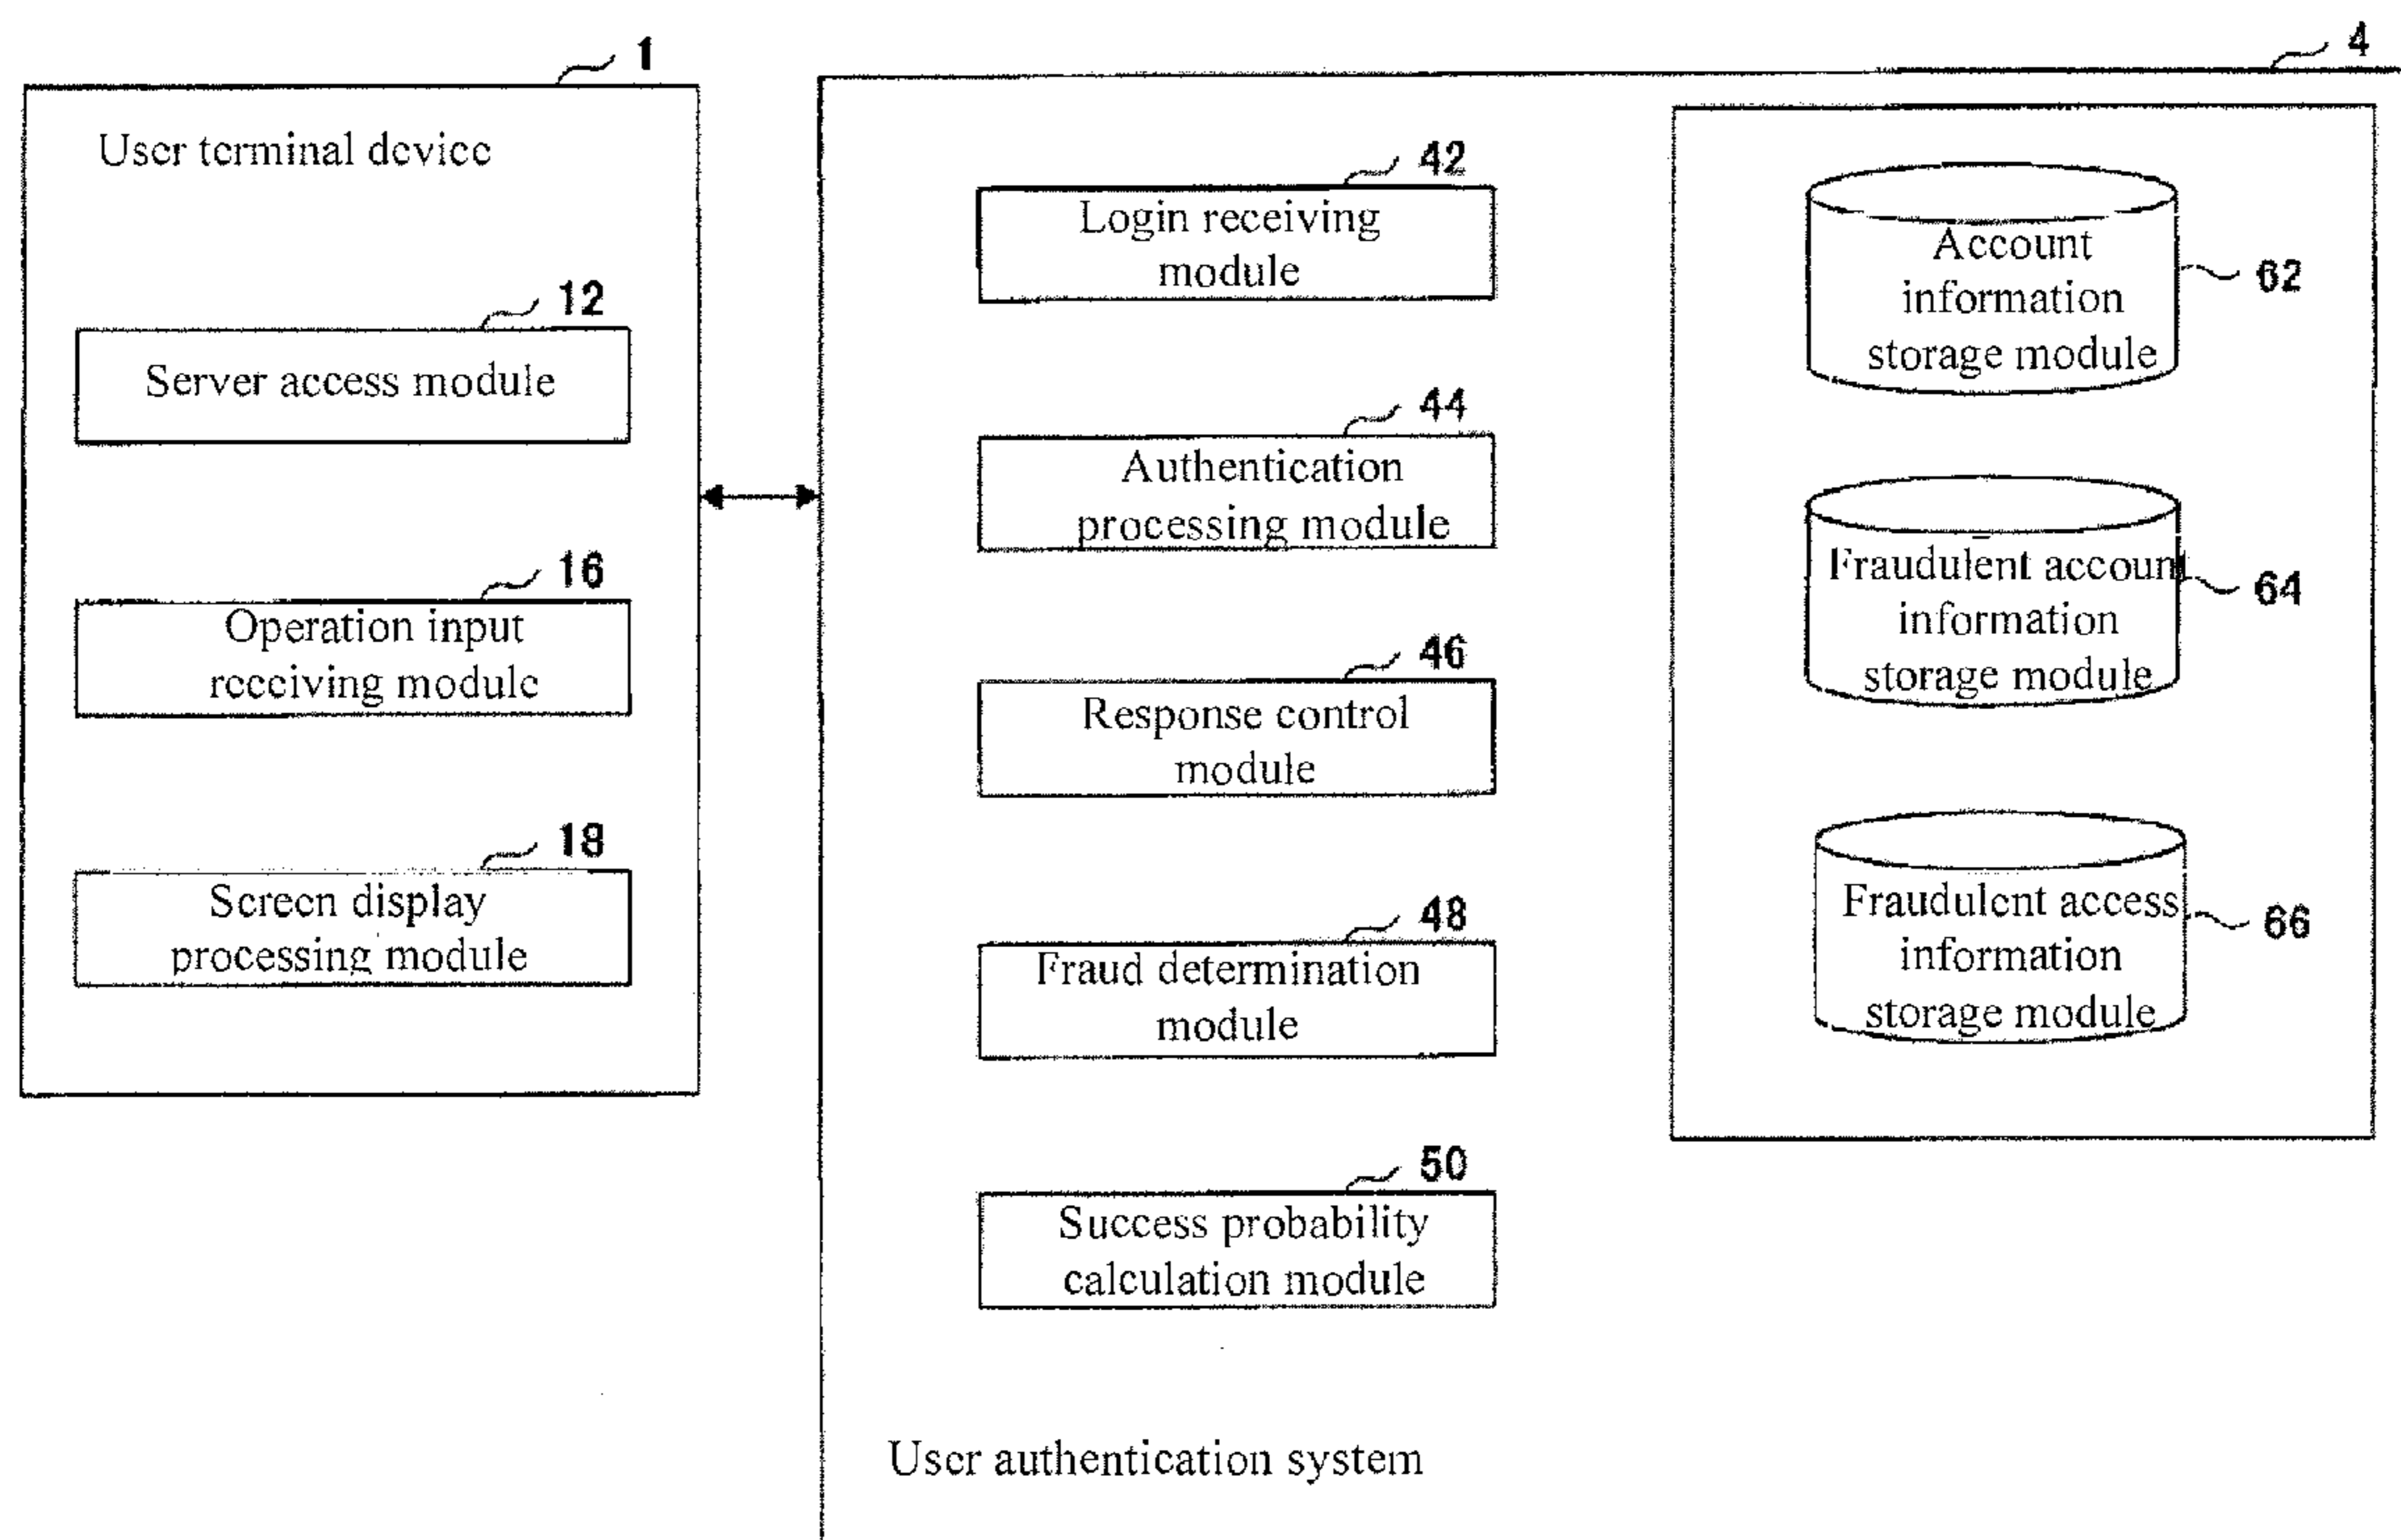 1
User terminal device
12
Server access module
16
Operation input
receiving module
18
Screen display
processing module
4
42
Login receiving
module
44
Authentication
processing module
46
Response control
module
48
Fraud determination
module
50
Success probability
calculation module
User authentication system
Account
information
storage module
62
Fraudulent account
information
storage module
64
Fraudulent access
information
storage module
66